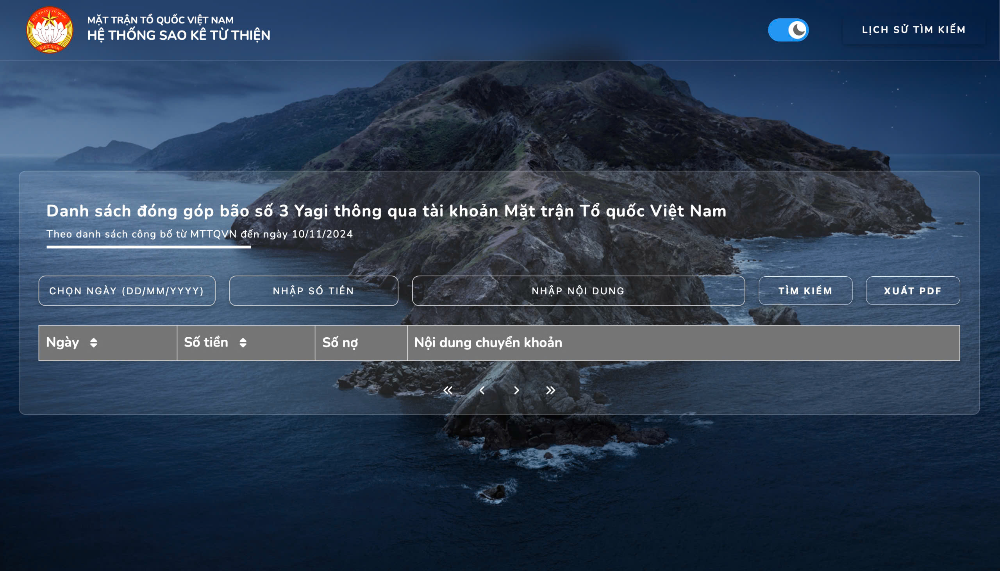 MẶT TRẬN TỔ QUỐC
VIỆT NAM
MẶT TRẬN TỔ QUỐC VIỆT NAM
HỆ THỐNG SAO KÊ TỪ THIỆN
LỊCH SỬ TÌM KIẾM
Danh sách đóng góp bão số 3 Yagi thông qua tài khoản Mặt trận Tổ quốc Việt Nam
Theo danh sách công bố từ MTTQVN đến ngày 10/11/2024
CHỌN NGÀY (DD/MM/YYYY) NHẬP SỐ TIỀN NHẬP NỘI DUNG TÌM KIẾM XUẤT PDF
Ngày Số tiền Số nợ Nội dung chuyển khoản